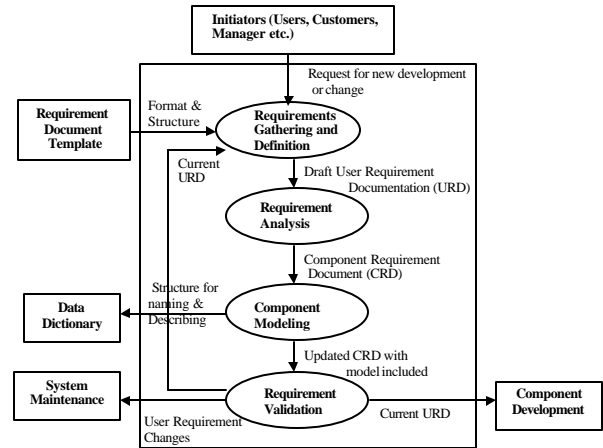 Initiators (Users, Customers,
Manager etc.)
Request for new development
or change
Requirement
Document
Template
Format &
Structure
Requirements
Gathering and
Definition
Current
URD
Draft User Requirement
Documentation (URD)
Requirement
Analysis
Component Requirement
Document (CRD)
Structure for
naming &
Describing
Data
Dictionary
Component
Modeling
Updated CRD with
model included
System
Maintenance
Requirement
Validation
Component
Development
User Requirement
Changes
Current URD